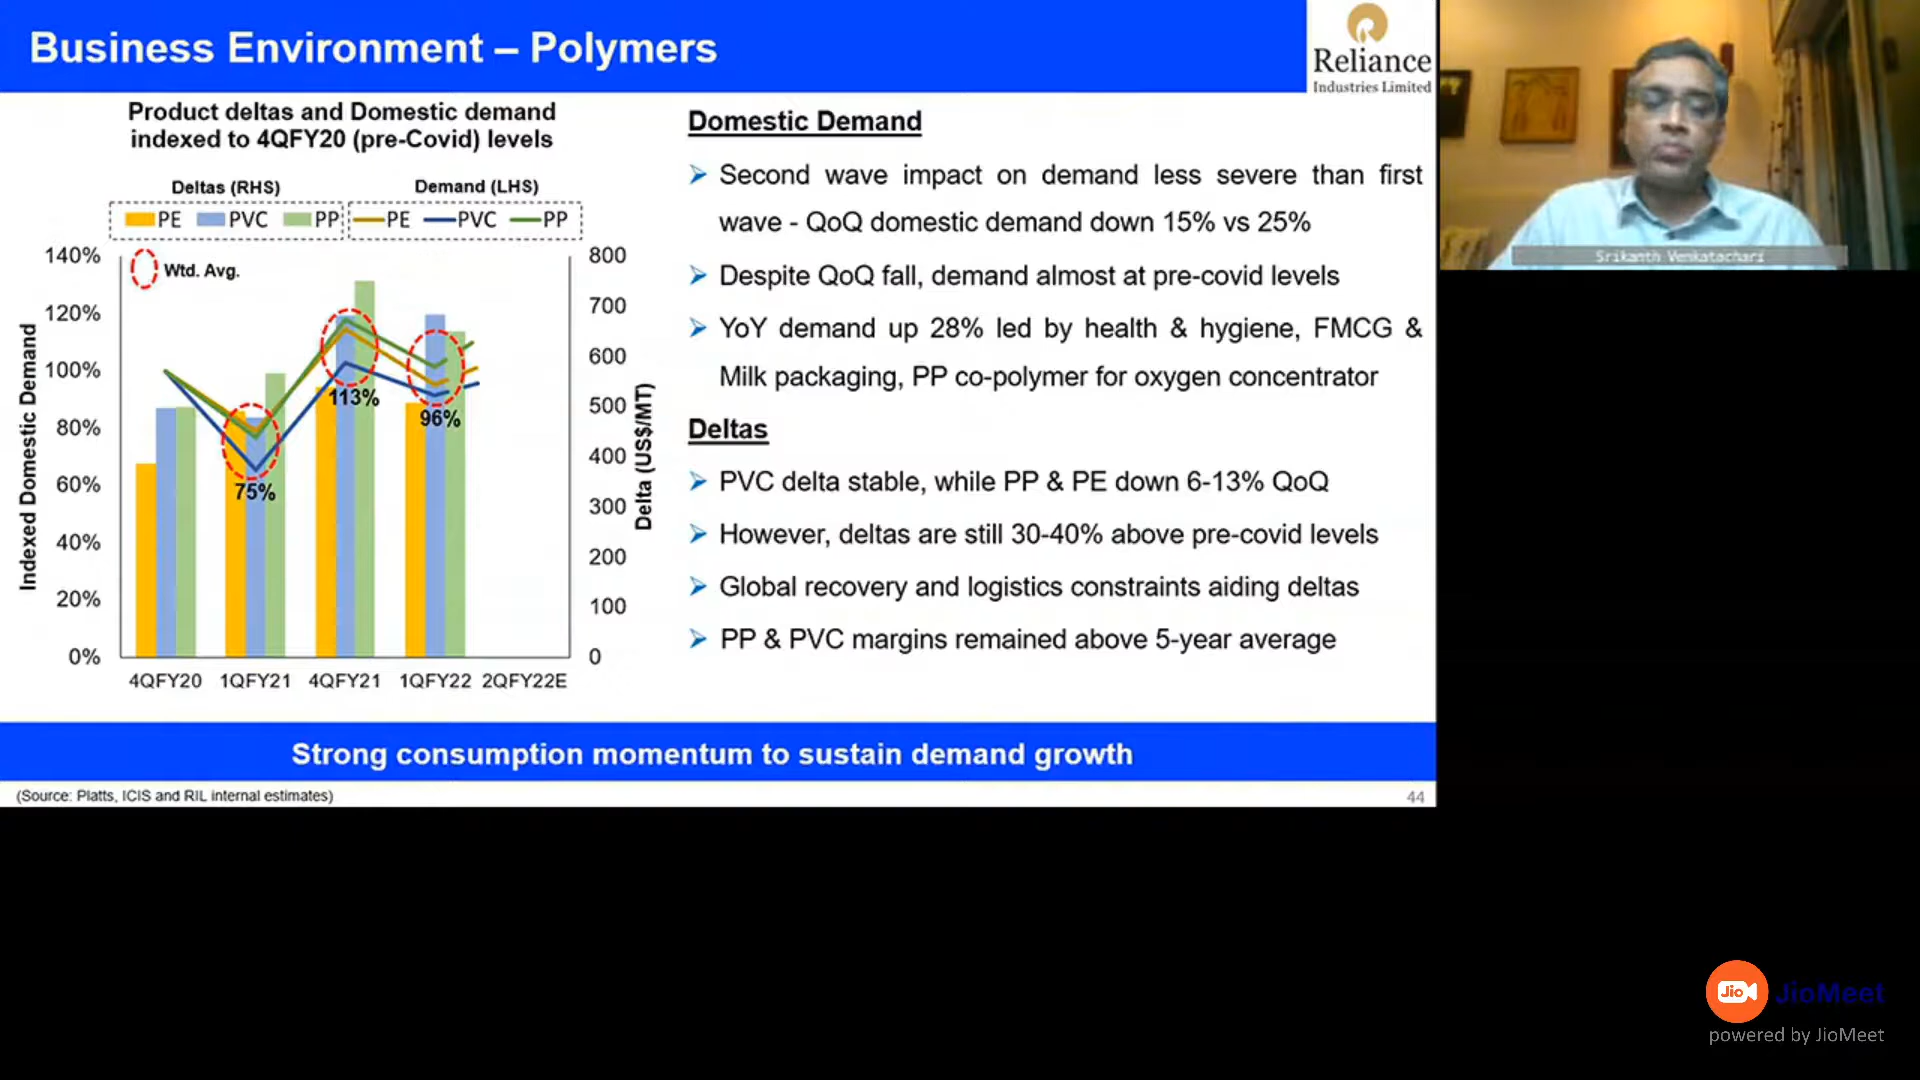 Business Environment – Polymers
Reliance
Industries Limited
Product deltas and Domestic demand
indexed to 4QFY20 (pre-Covid) levels
Deltas (RHS)
Demand (LHS)
PE PVC PP PE PVC PP
Wtd. Avg.
140%
120%
100%
80%
60%
40%
20%
0%
Indexed Domestic Demand
75%
113%
96%
800
700
600
500
400
300
200
100
0
Delta (US$/MT)
4QFY20 1QFY21 4QFY21 1QFY22 2QFY22E
Domestic Demand
Second wave impact on demand less severe than first
wave - QoQ domestic demand down 15% vs 25%
Despite QoQ fall, demand almost at pre-covid levels
YoY demand up 28% led by health & hygiene, FMCG &
Milk packaging, PP co-polymer for oxygen concentrator
Deltas
PVC delta stable, while PP & PE down 6-13% QoQ
However, deltas are still 30-40% above pre-covid levels
Global recovery and logistics constraints aiding deltas
PP & PVC margins remained above 5-year average
Strong consumption momentum to sustain demand growth
(Source: Platts, ICIS and RIL internal estimates)
44
Srikanth Venkatachari
Jio
JioMeet
powered by JioMeet